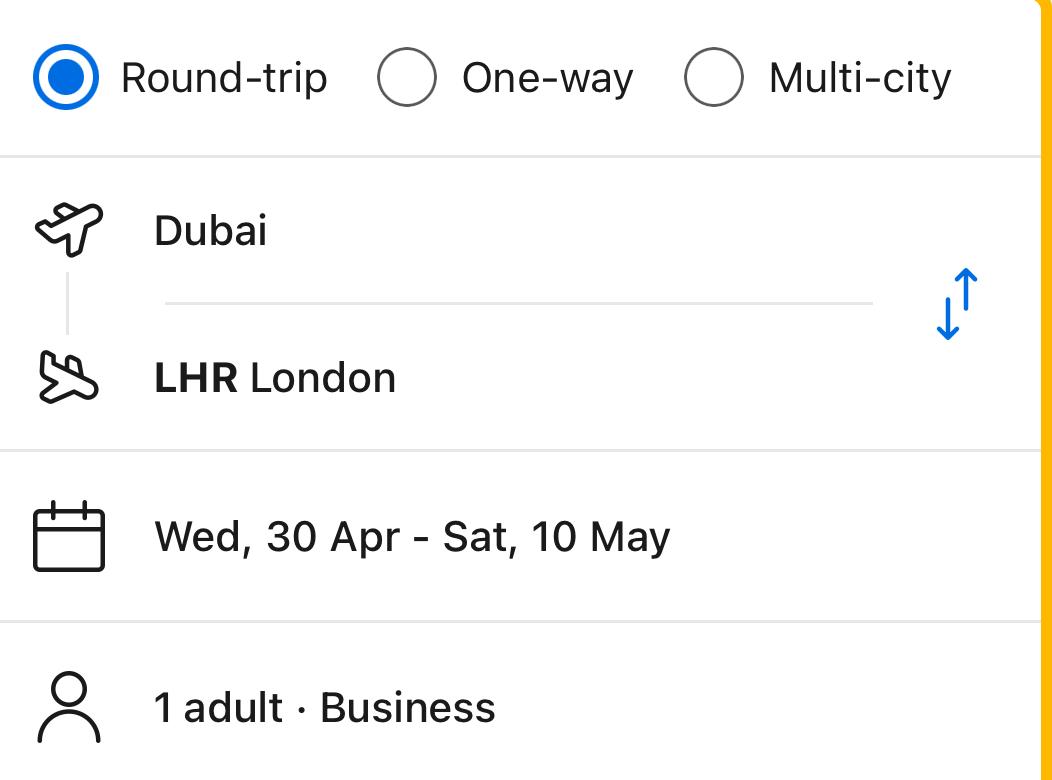 Round-trip One-way Multi-city
Dubai
LHR London
Wed, 30 Apr - Sat, 10 May
1 adult · Business